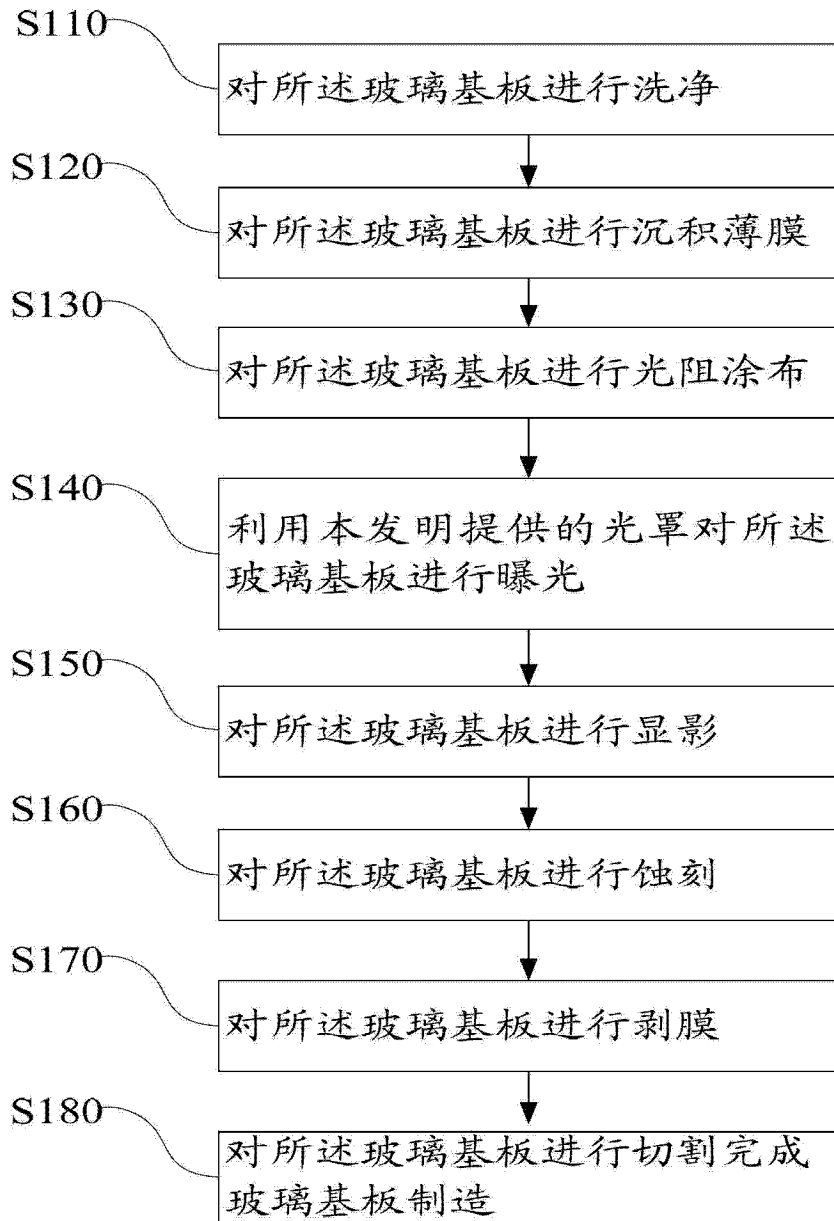 S110
对所述玻璃基板进行洗净
S120
对所述玻璃基板进行沉积薄膜
S130
对所述玻璃基板进行光阻涂布
S140
利用本发明提供的光罩对所述
玻璃基板进行曝光
S150
对所述玻璃基板进行显影
S160
对所述玻璃基板进行蚀刻
S170
对所述玻璃基板进行剥膜
S180
对所述玻璃基板进行切割完成
玻璃基板制造